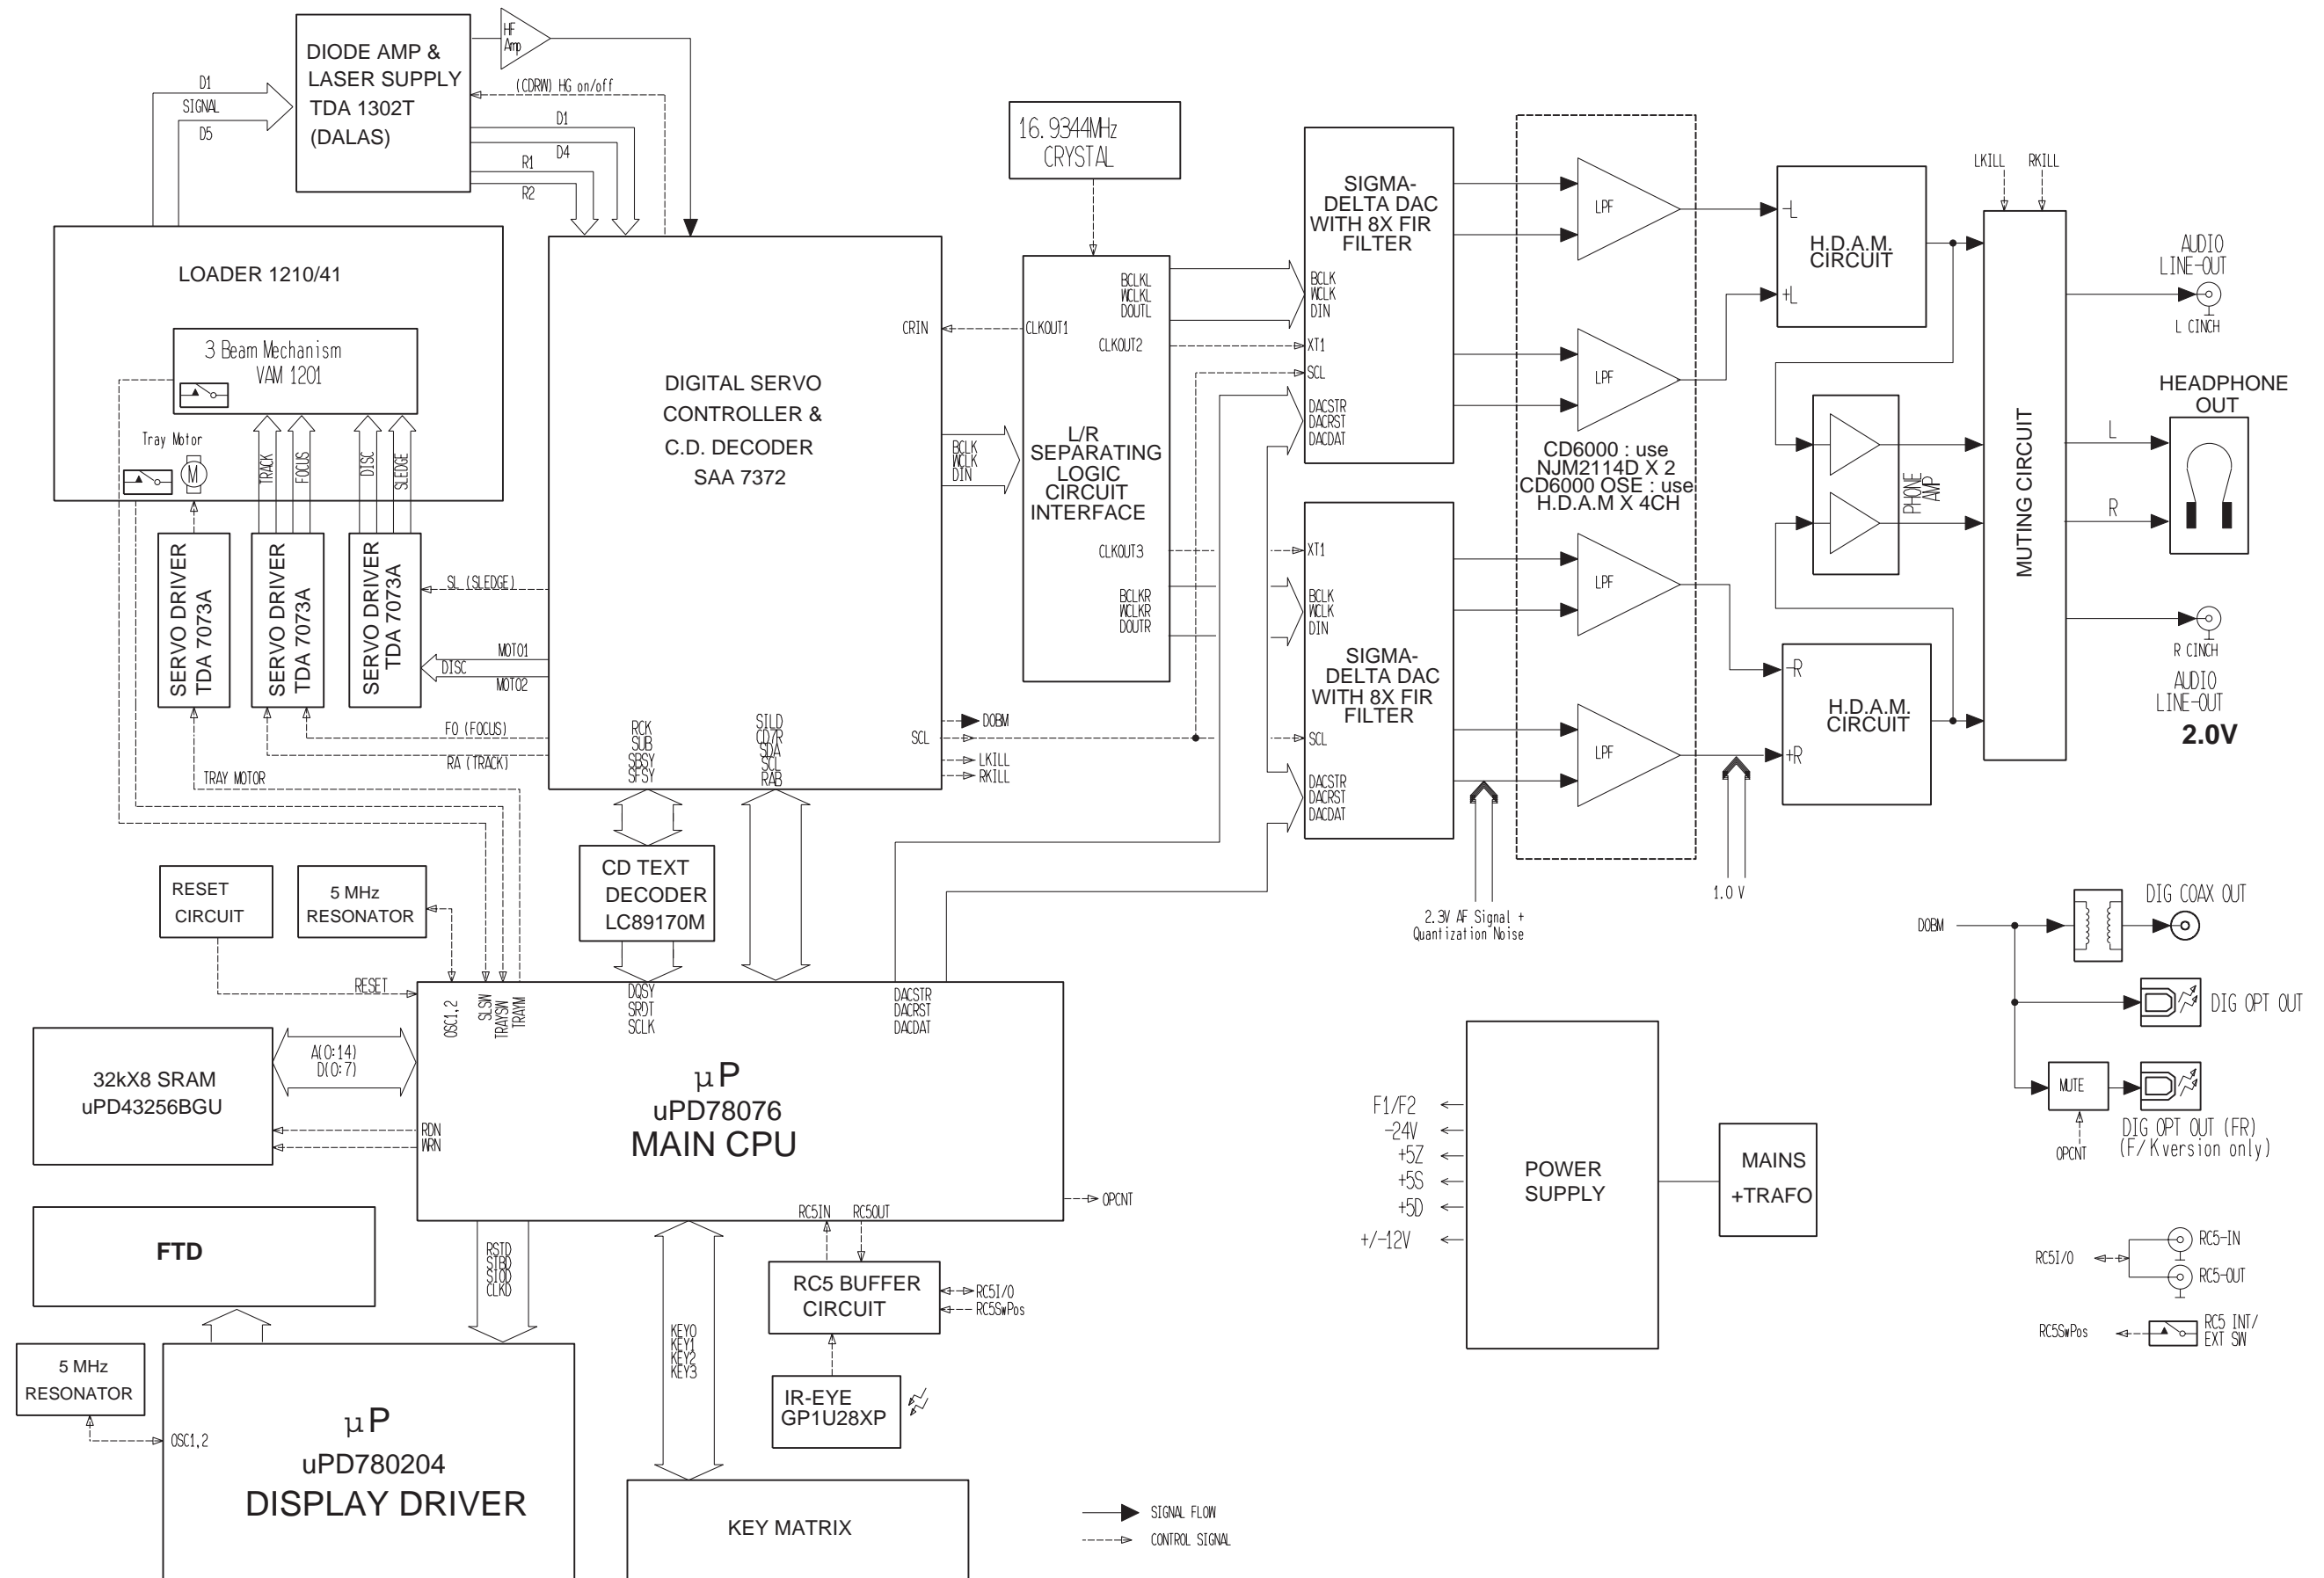 DIODE AMP &
LASER SUPPLY
TDA 1302T
(DALAS)
HF
Amp
D1
SIGNAL
D5
(CDRW) HG on/off
D1
D4
R1
R2
LOADER 1210/41
3 Beam Mechanism
VAM 1201
Tray Motor
M
TRACK
FOCUS
DISC
SLEDGE
SERVO DRIVER
TDA 7073A
SERVO DRIVER
TDA 7073A
SERVO DRIVER
TDA 7073A
SL (SLEDGE)
MOTO1
DISC
MOTO2
FO (FOCUS)
RA (TRACK)
TRAY MOTOR
DIGITAL SERVO
CONTROLLER &
C.D. DECODER
SAA 7372
CRIN
BCLK
WCLK
DIN
RCK
SUB
SBSY
SFSY
SILD
CD/R
SDA
SCL
RAB
SCL
DOBM
LKILL
RKILL
16.9344MHz
CRYSTAL
CLKOUT1
BCLKL
WCLKL
DOUTL
CLKOUT2
L/R
SEPARATING
LOGIC
CIRCUIT
INTERFACE
CLKOUT3
BCLKR
WCLKR
DOUTR
SIGMA-
DELTA DAC
WITH 8X FIR
FILTER
BCLK
WCLK
DIN
XT1
SCL
DACSTR
DACRST
DACDAT
XT1
BCLK
WCLK
DIN
SIGMA-
DELTA DAC
WITH 8X FIR
FILTER
SCL
DACSTR
DACRST
DACDAT
LPF
LPF
CD6000 : use
NJM2114D X 2
CD6000 OSE : use
H.D.A.M X 4CH
LPF
LPF
2.3V AF Signal +
Quantization Noise
1.0 V
-L
H.D.A.M.
CIRCUIT
+L
PHONE
AMP
-R
H.D.A.M.
CIRCUIT
+R
LKILL
RKILL
MUTING CIRCUIT
AUDIO
LINE-OUT
L CINCH
HEADPHONE
OUT
L
R
R CINCH
AUDIO
LINE-OUT
2.0V
RESET
CIRCUIT
5 MHz
RESONATOR
CD TEXT
DECODER
LC89170M
RESET
OSC1,2
SLSW
TRAYSW
TRAYM
DQSY
SRDT
SCLK
DACSTR
DACRST
DACDAT
32kX8 SRAM
uPD43256BGU
A(0:14)
D(0:7)
RDN
WRN
µP
uPD78076
MAIN CPU
OPCNT
RC5IN
RC5OUT
FTD
RSTD
STBD
SIOD
CLKD
KEY0
KEY1
KEY2
KEY3
RC5 BUFFER
CIRCUIT
RC5I/O
RC5SwPos
IR-EYE
GP1U28XP
5 MHz
RESONATOR
OSC1,2
µP
uPD780204
DISPLAY DRIVER
KEY MATRIX
SIGNAL FLOW
CONTROL SIGNAL
F1/F2
-24V
+5Z
+5S
+5D
+/-12V
POWER
SUPPLY
MAINS
+TRAFO
DOBM
DIG COAX OUT
DIG OPT OUT
MUTE
OPCNT
DIG OPT OUT (FR)
(F/K version only)
RC5I/O
RC5-IN
RC5-OUT
RC5SwPos
RC5 INT/
EXT SW